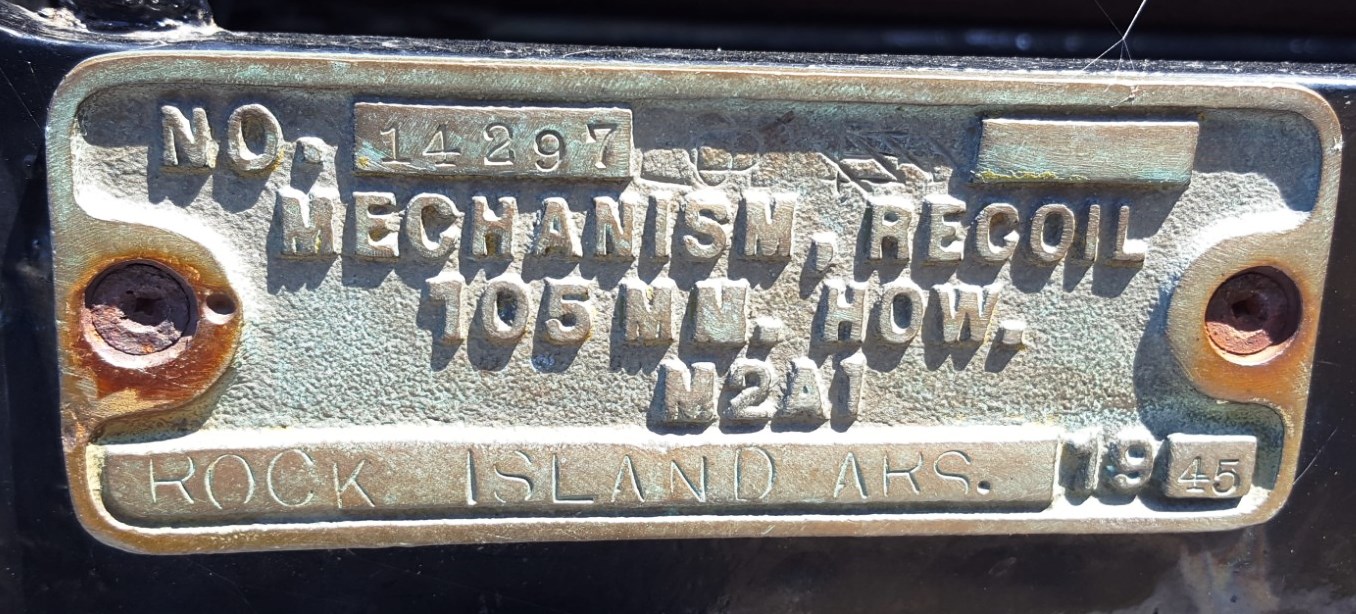 NO. 14297
MECHANISM, RECOIL
105 MM. HOW.
M2A1
ROCK ISLAND ARS. 1945